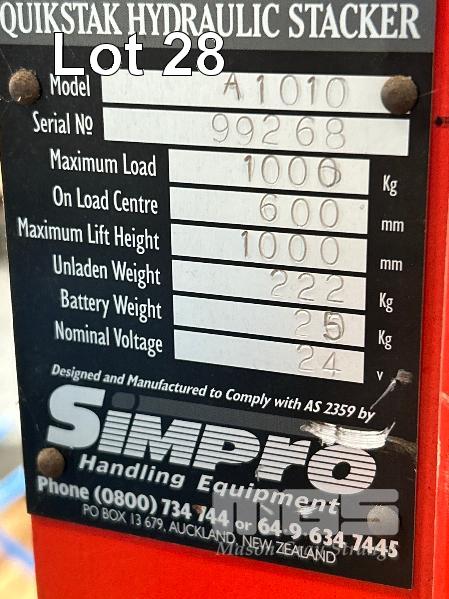 QUIKSTAK HYDRAULIC STACKER
Lot 28
Model A1010
Serial Nº 99268
Maximum Load 1000 Kg
On Load Centre 600 mm
Maximum Lift Height 1000 mm
Unladen Weight 222 Kg
Battery Weight 25 Kg
Nominal Voltage 24 v
Designed and Manufactured to Comply with AS 2359 by
Simpro
Handling Equipment
Phone (0800) 734 744 or 64-9-634 7445
PO BOX 13 679, AUCKLAND, NEW ZEALAND
Mason